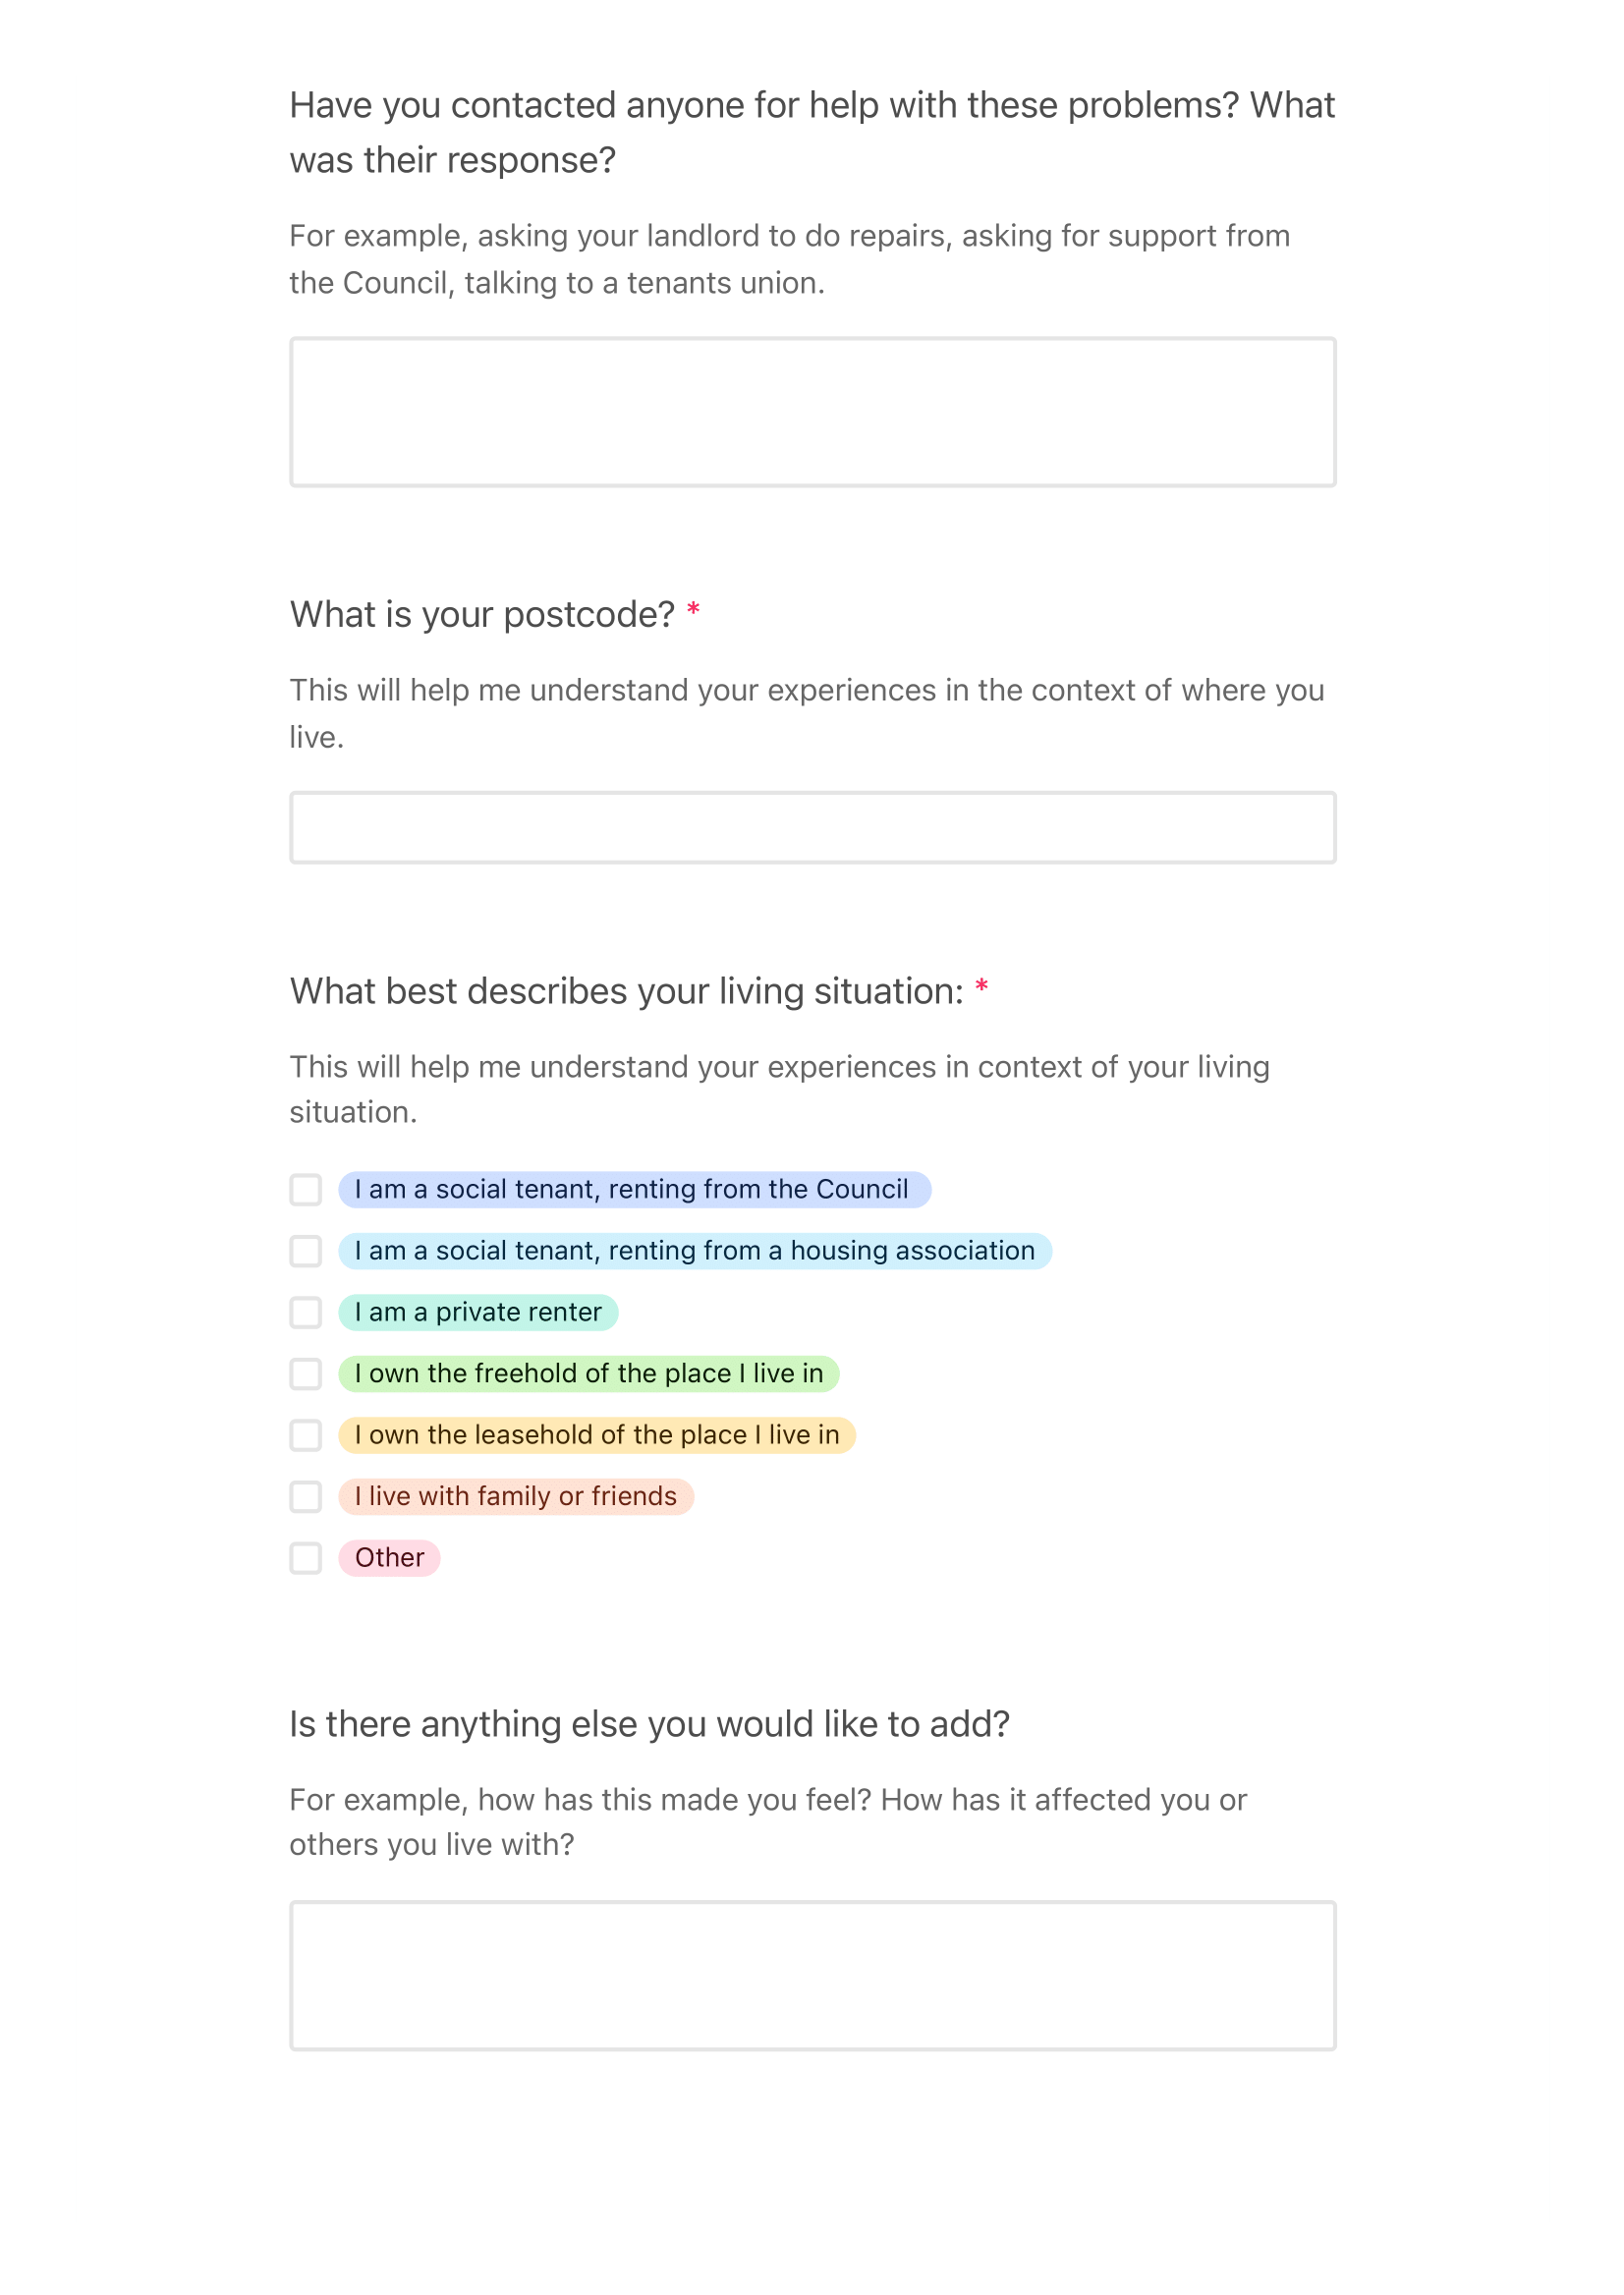 Have you contacted anyone for help with these problems? What
was their response?
For example, asking your landlord to do repairs, asking for support from
the Council, talking to a tenants union.
What is your postcode? *
This will help me understand your experiences in the context of where you
live.
What best describes your living situation: *
This will help me understand your experiences in context of your living
situation.
I am a social tenant, renting from the Council
I am a social tenant, renting from a housing association
I am a private renter
I own the freehold of the place I live in
I own the leasehold of the place I live in
I live with family or friends
Other
Is there anything else you would like to add?
For example, how has this made you feel? How has it affected you or
others you live with?